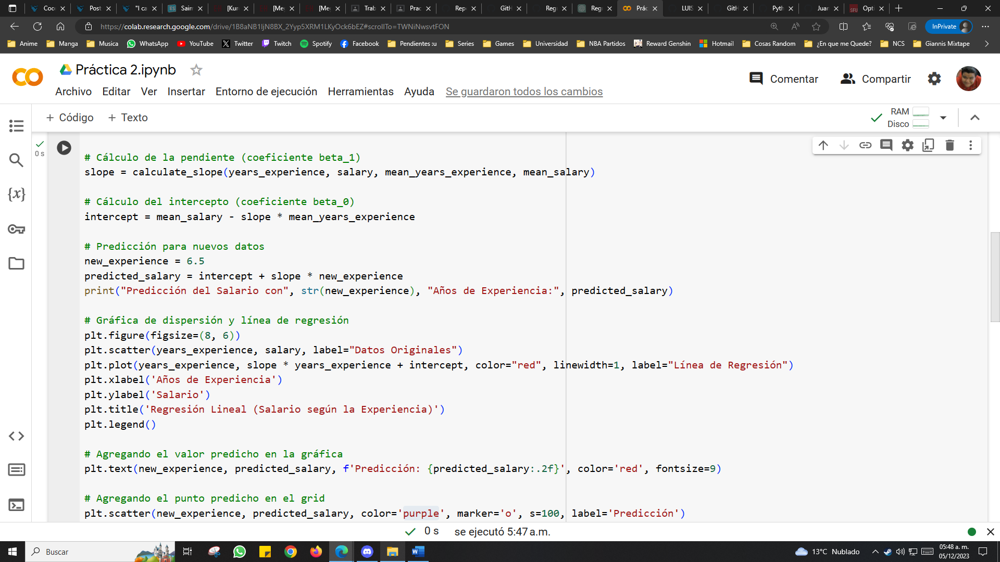 Coo
Post
"I ca
Sain
[Kur
[Me
[Me
Trab
Prac
Rep
GitH
Reg
Reg
Prác
LUIS
GitH
Pyth
Juar
Opti
https://colab.research.google.com/drive/1B8aNB1IjN8BX_2Yyp5XRM1LKyOck6bEZ#scrollTo=TWNiNwsvtFON
InPrivate
Anime
Manga
Musica
WhatsApp
YouTube
Twitter
Twitch
Spotify
Facebook
Pendientes :u
Series
Games
Universidad
NBA Partidos
Reward Genshin
Hotmail
Cosas Random
¿En que me Quede?
NCS
Giannis Mixtape
Práctica 2.ipynb
Comentar
Compartir
Archivo Editar Ver Insertar Entorno de ejecución Herramientas Ayuda Se guardaron todos los cambios
+ Código + Texto
RAM
Disco
0 s
# Cálculo de la pendiente (coeficiente beta_1)
slope = calculate_slope(years_experience, salary, mean_years_experience, mean_salary)
# Cálculo del intercepto (coeficiente beta_0)
intercept = mean_salary - slope * mean_years_experience
# Predicción para nuevos datos
new_experience = 6.5
predicted_salary = intercept + slope * new_experience
print("Predicción del Salario con", str(new_experience), "Años de Experiencia:", predicted_salary)
# Gráfica de dispersión y línea de regresión
plt.figure(figsize=(8, 6))
plt.scatter(years_experience, salary, label="Datos Originales")
plt.plot(years_experience, slope * years_experience + intercept, color="red", linewidth=1, label="Línea de Regresión")
plt.xlabel('Años de Experiencia')
plt.ylabel('Salario')
plt.title('Regresión Lineal (Salario según la Experiencia)')
plt.legend()
# Agregando el valor predicho en la gráfica
plt.text(new_experience, predicted_salary, f'Predicción: {predicted_salary:.2f}', color='red', fontsize=9)
# Agregando el punto predicho en el grid
plt.scatter(new_experience, predicted_salary, color='purple', marker='o', s=100, label='Predicción')
0 s se ejecutó 5:47 a.m.
Buscar
13°C Nublado
05:48 a. m.
05/12/2023